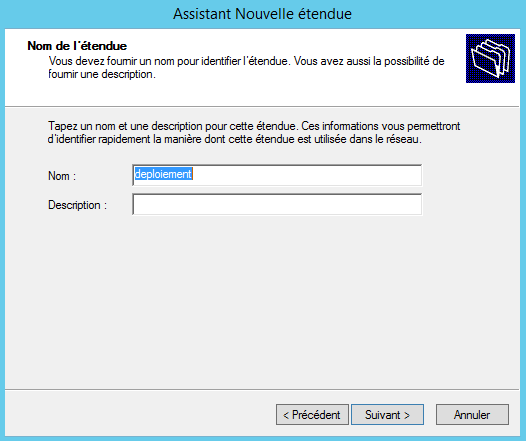 Assistant Nouvelle étendue
Nom de l'étendue
Vous devez fournir un nom pour identifier l'étendue. Vous avez aussi la possibilité de
fournir une description.
Tapez un nom et une description pour cette étendue. Ces informations vous permettront
d'identifier rapidement la manière dont cette étendue est utilisée dans le réseau.
Nom :
deploiement
Description :
< Précédent
Suivant >
Annuler